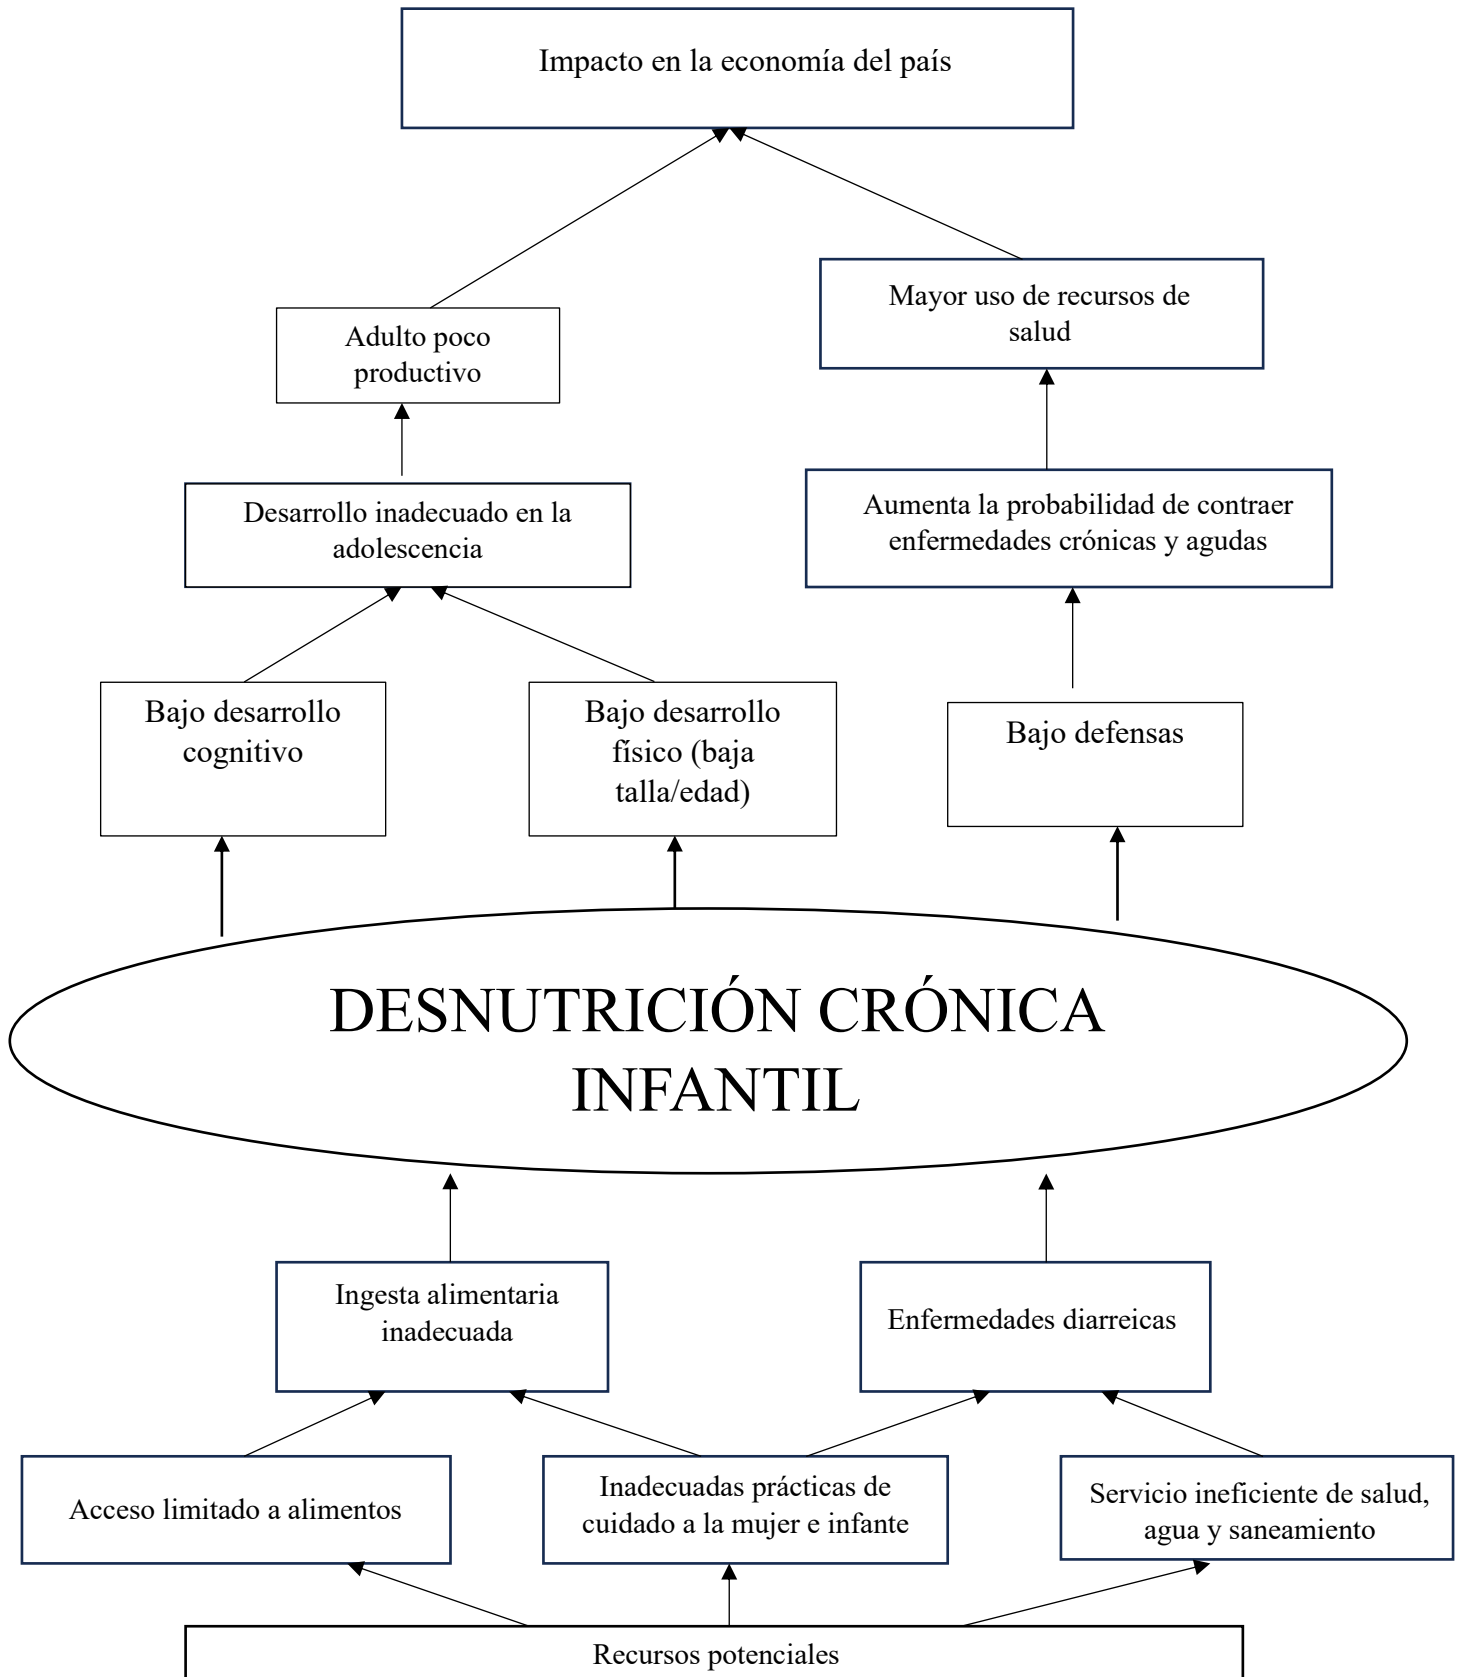 Impacto en la economía del país
Mayor uso de recursos de
salud
Adulto poco
productivo
Aumenta la probabilidad de contraer
enfermedades crónicas y agudas
Desarrollo inadecuado en la
adolescencia
Bajo desarrollo
cognitivo
Bajo desarrollo
físico (baja
talla/edad)
Bajo defensas
DESNUTRICIÓN CRÓNICA
INFANTIL
Ingesta alimentaria
inadecuada
Enfermedades diarreicas
Acceso limitado a alimentos
Inadecuadas prácticas de
cuidado a la mujer e infante
Servicio ineficiente de salud,
agua y saneamiento
Recursos potenciales